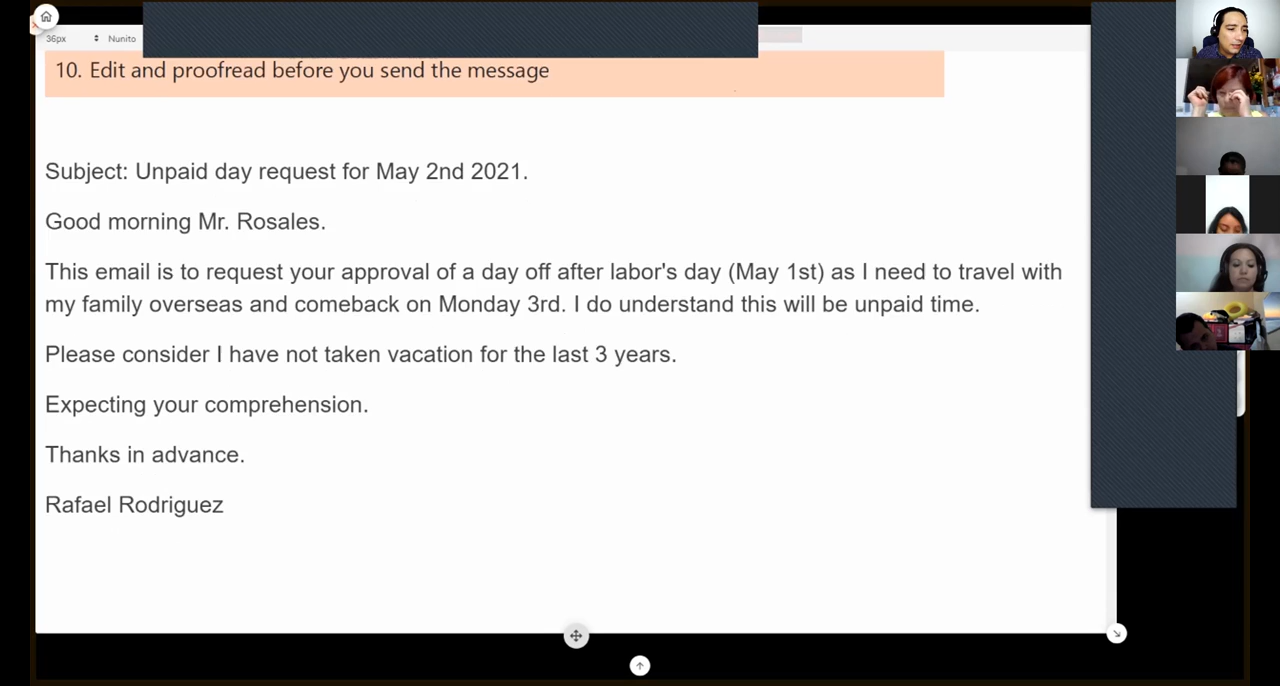 36px
Nunito
10. Edit and proofread before you send the message
Subject: Unpaid day request for May 2nd 2021.
Good morning Mr. Rosales.
This email is to request your approval of a day off after labor's day (May 1st) as I need to travel with
my family overseas and comeback on Monday 3rd. I do understand this will be unpaid time.
Please consider I have not taken vacation for the last 3 years.
Expecting your comprehension.
Thanks in advance.
Rafael Rodriguez